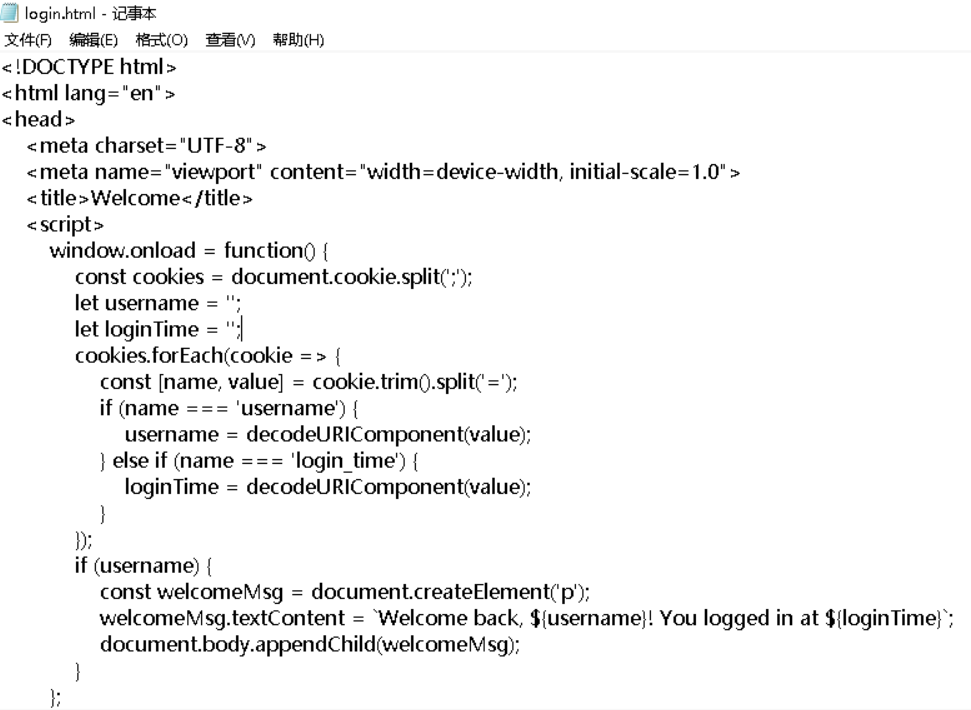 login.html - 记事本
文件(F) 编辑(E) 格式(O) 查看(V) 帮助(H)
<!DOCTYPE html>
<html lang="en">
<head>
    <meta charset="UTF-8">
    <meta name="viewport" content="width=device-width, initial-scale=1.0">
    <title>Welcome</title>
    <script>
        window.onload = function() {
            const cookies = document.cookie.split(';');
            let username = '';
            let loginTime = '';
            cookies.forEach(cookie => {
                const [name, value] = cookie.trim().split('=');
                if (name === 'username') {
                    username = decodeURIComponent(value);
                } else if (name === 'login_time') {
                    loginTime = decodeURIComponent(value);
                }
            });
            if (username) {
                const welcomeMsg = document.createElement('p');
                welcomeMsg.textContent = `Welcome back, ${username}! You logged in at ${loginTime}`;
                document.body.appendChild(welcomeMsg);
            }
        };